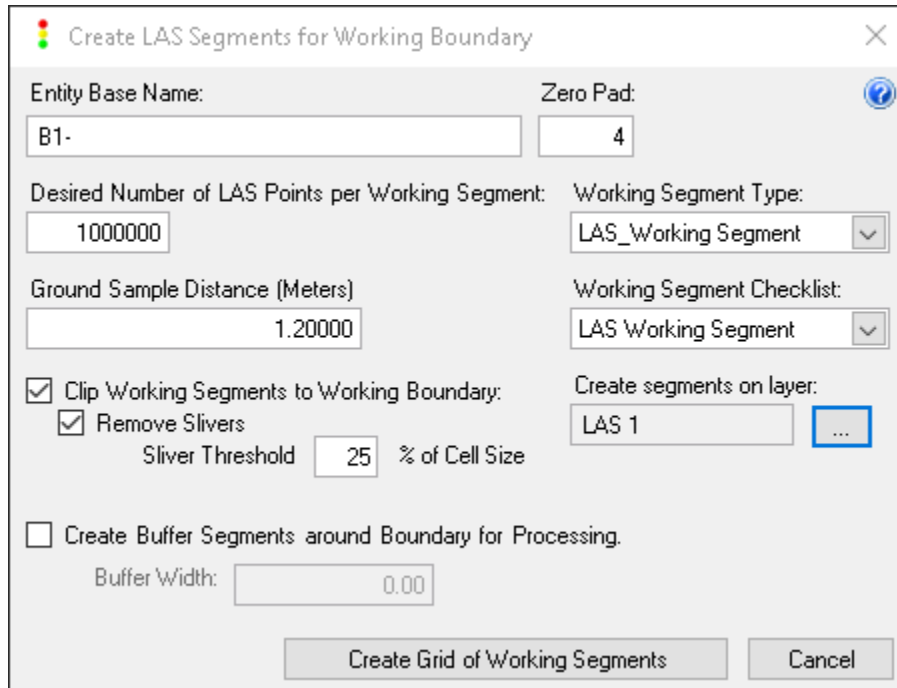 Create LAS Segments for Working Boundary
Entity Base Name: Zero Pad:
B1- 4
Desired Number of LAS Points per Working Segment: Working Segment Type:
1000000 LAS_Working Segment
Ground Sample Distance (Meters) Working Segment Checklist:
1.20000 LAS Working Segment
Clip Working Segments to Working Boundary: Create segments on layer:
Remove Slivers LAS 1 ...
Sliver Threshold 25 % of Cell Size
Create Buffer Segments around Boundary for Processing.
Buffer Width: 0.00
Create Grid of Working Segments Cancel